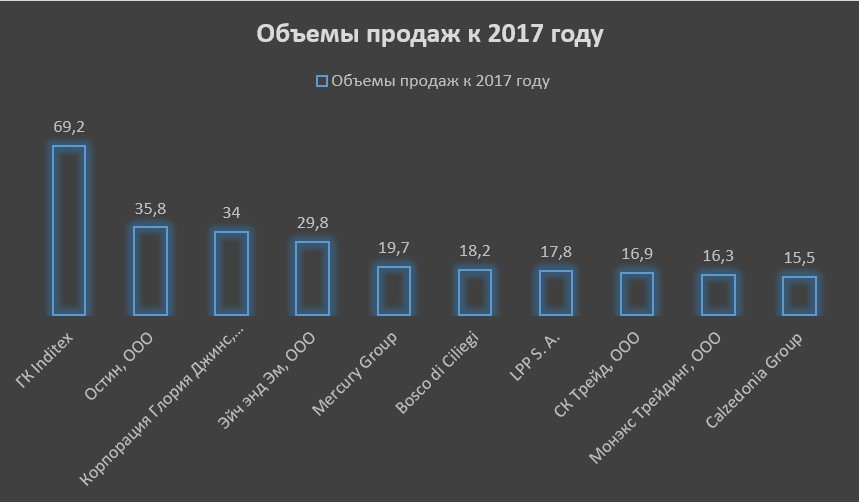 Объемы продаж к 2017 году
Объемы продаж к 2017 году
69,2
35,8
34
29,8
19,7
18,2
17,8
16,9
16,3
15,5
ГК Inditex
Остин, ООО
Корпорация Глория Джинс,...
Эйч энд Эм, ООО
Mercury Group
Bosco di Ciliegi
LPP S. A.
СК Трейд, ООО
Монэкс Трейдинг, ООО
Calzedonia Group